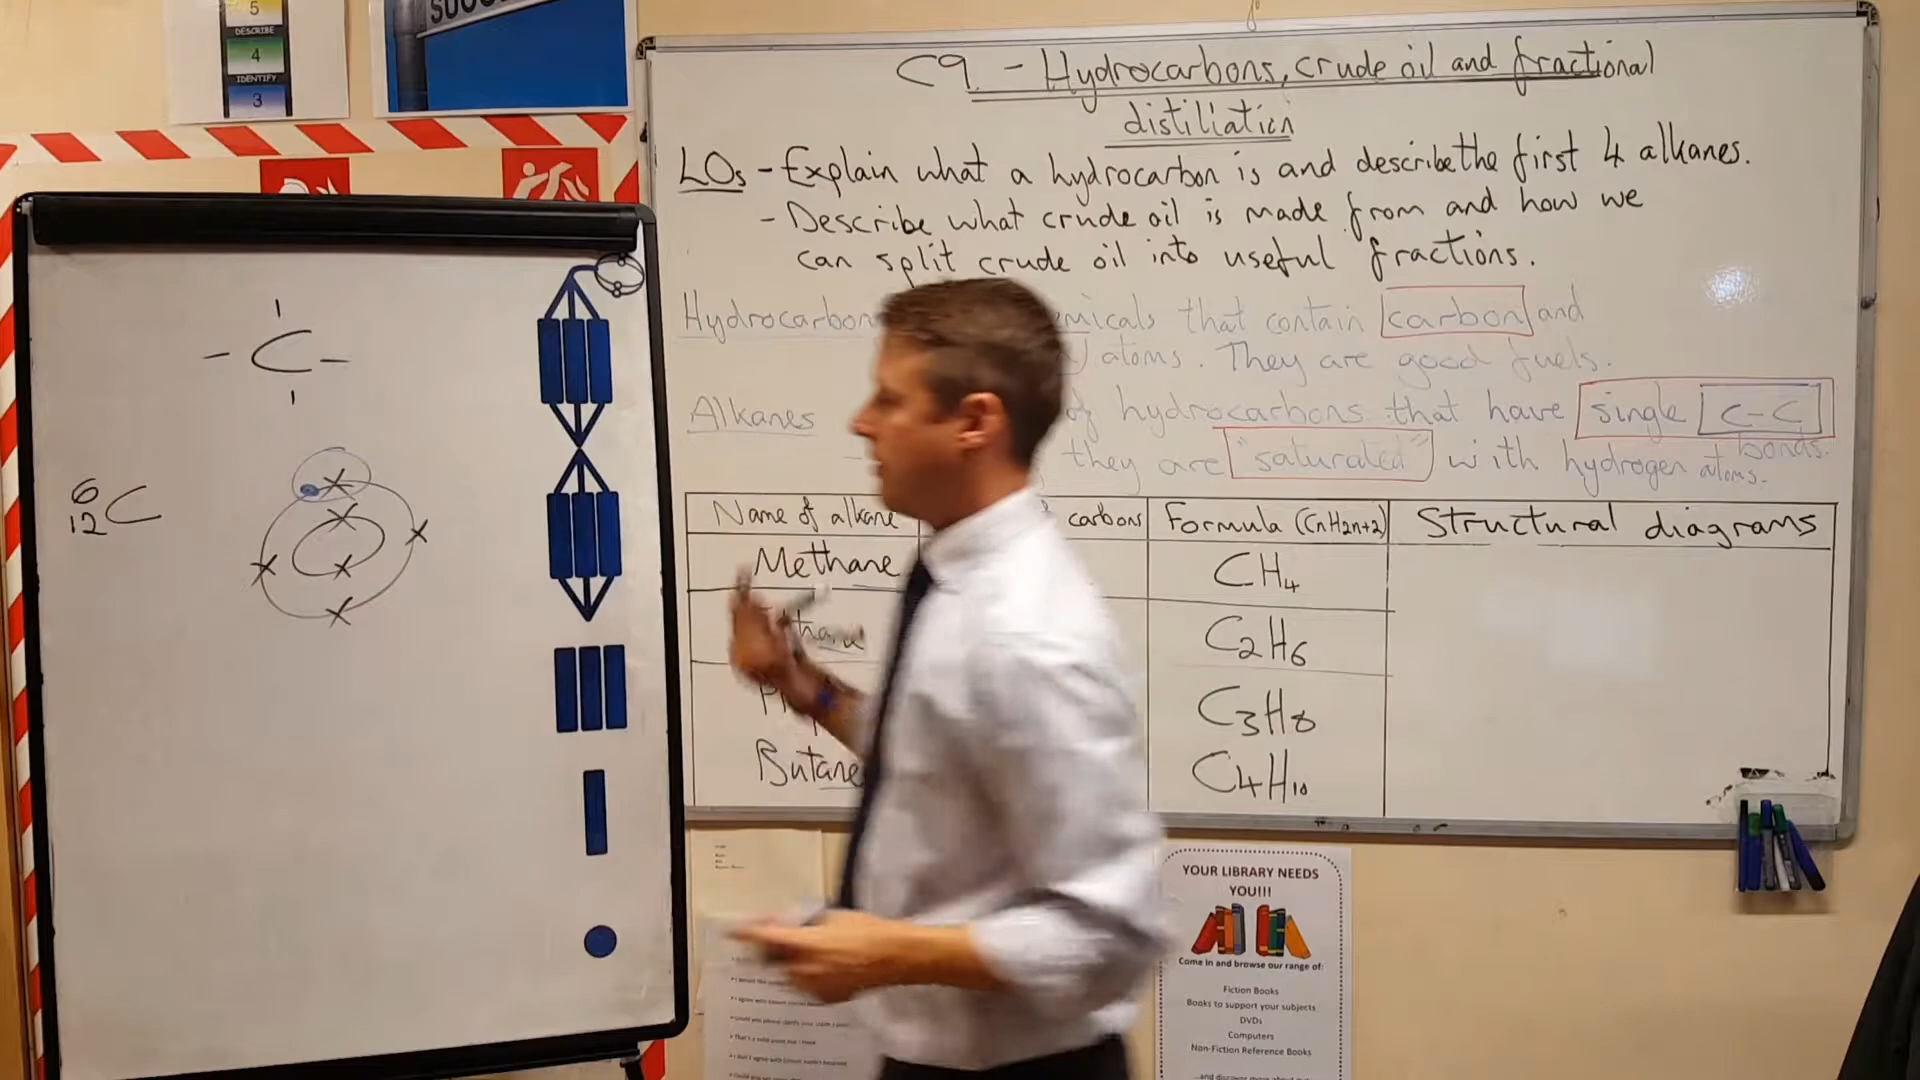 5
DESCRIBE
4
IDENTIFY
3
C9 - Hydrocarbons, crude oil and fractional
distiliation
LOs - Explain what a hydrocarbon is and describe the first 4 alkanes.
- Describe what crude oil is made from and how we
can split crude oil into useful fractions.
Hydrocarbon that contain carbon and
atoms. They are good fuels.
Alkanes of hydrocarbons that have single C-C
bonds.
they are "saturated" with hydrogen atoms.
Name of alkane carbons Formula (CnH2n+2) Structural diagrams
Methane CH4
C2H6
C3H8
Butane C4H10
- C -
6
12 C
YOUR LIBRARY NEEDS
YOU!!!
Come in and browse our range of:
Fiction Books
Books to support your subjects
DVDs
Computers
Non-Fiction Reference Books